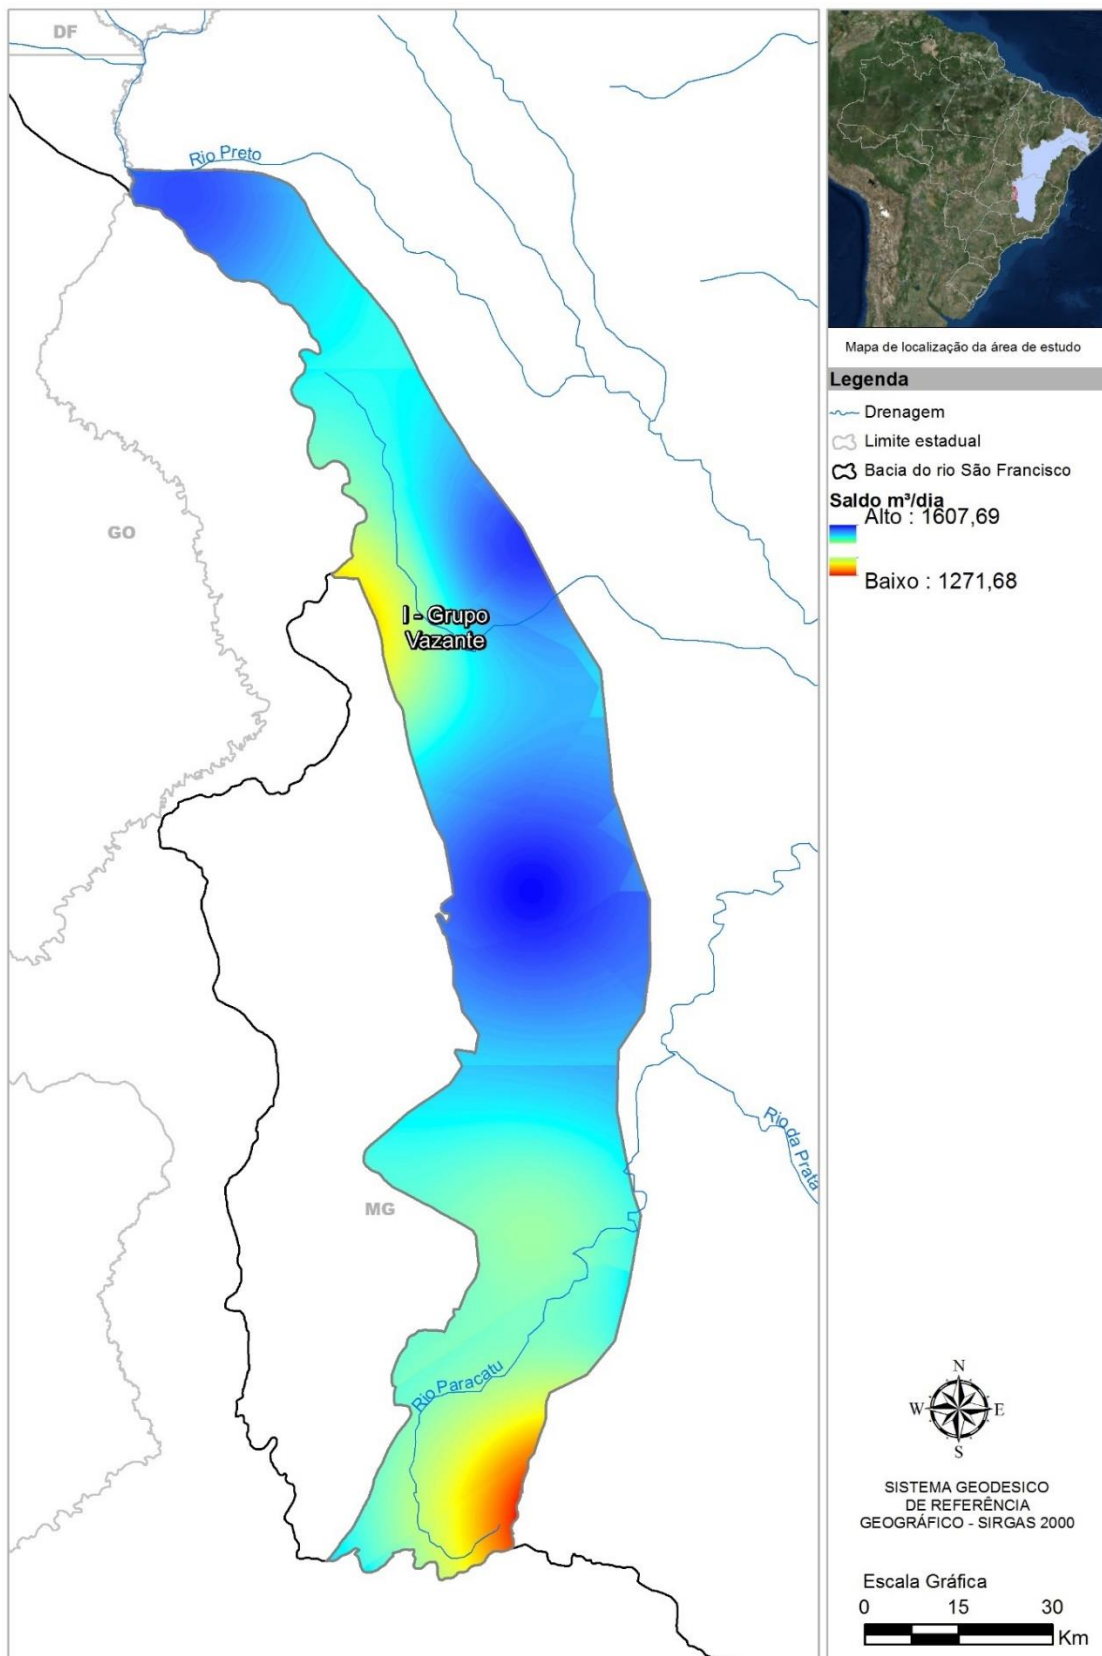 DF
Rio Preto
GO
I - Grupo
Vazante
Rio da Prata
MG
Rio Paracatu
Mapa de localização da área de estudo
Legenda
Drenagem
Limite estadual
Bacia do rio São Francisco
Saldo m³/dia
Alto : 1607,69
Baixo : 1271,68
N
W E
S
SISTEMA GEODESICO
DE REFERÊNCIA
GEOGRÁFICO - SIRGAS 2000
Escala Gráfica
0 15 30
Km